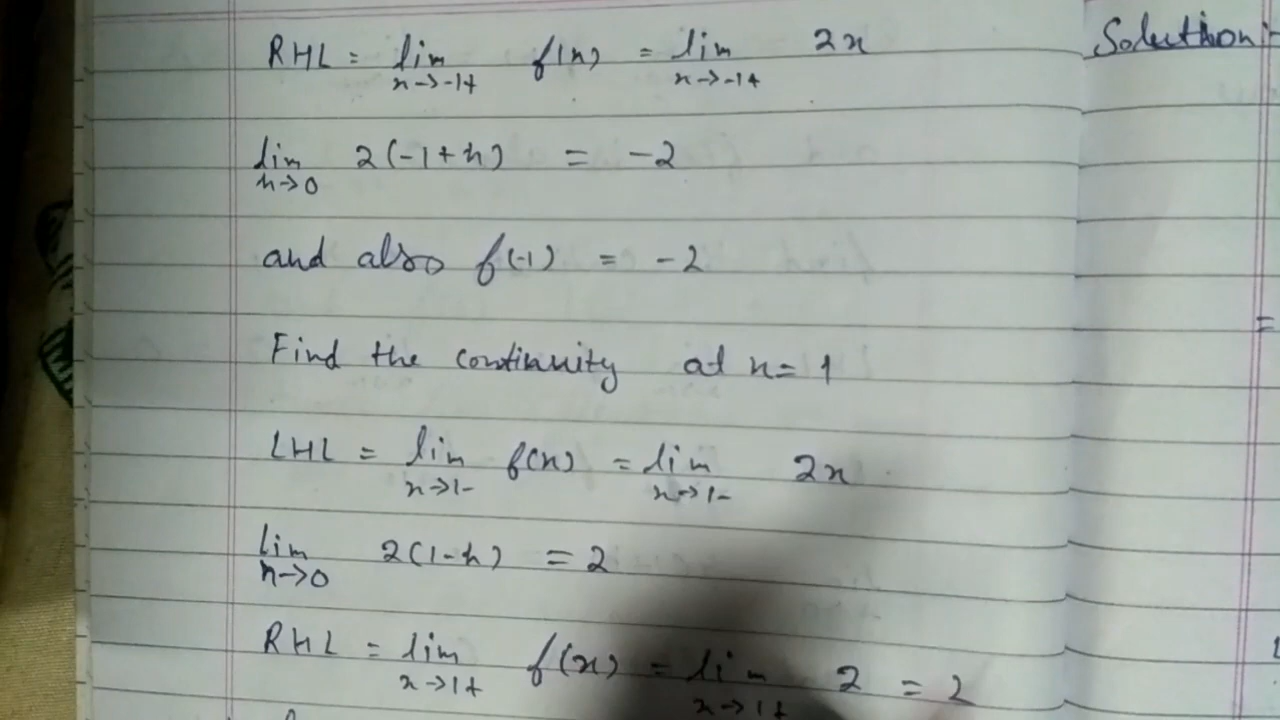 RHL = lim f(x) = lim 2x
x→-1+ x→-1+
lim 2(-1+h) = -2
h→0
and also f(-1) = -2
Find the continuity at x= 1
LHL = lim f(x) = lim 2x
x→1- x→1-
lim 2(1-h) = 2
h→0
RHL = lim f(x) = lim 2 = 2
x→1+ x→1+
Solution:-
=